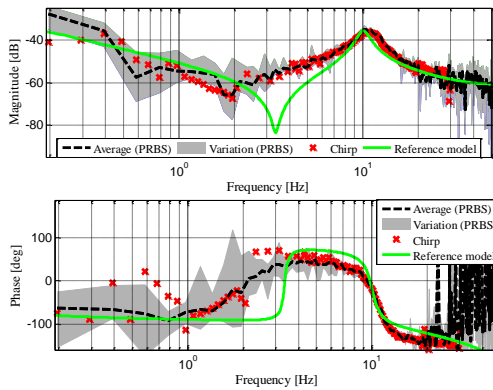 Magnitude [dB]
-40
-60
-80
Average (PRBS) Variation (PRBS) Chirp Reference model
10^0 10^1
Frequency [Hz]
Phase [deg]
100
0
-100
Average (PRBS)
Variation (PRBS)
Chirp
Reference model
10^0 10^1
Frequency [Hz]